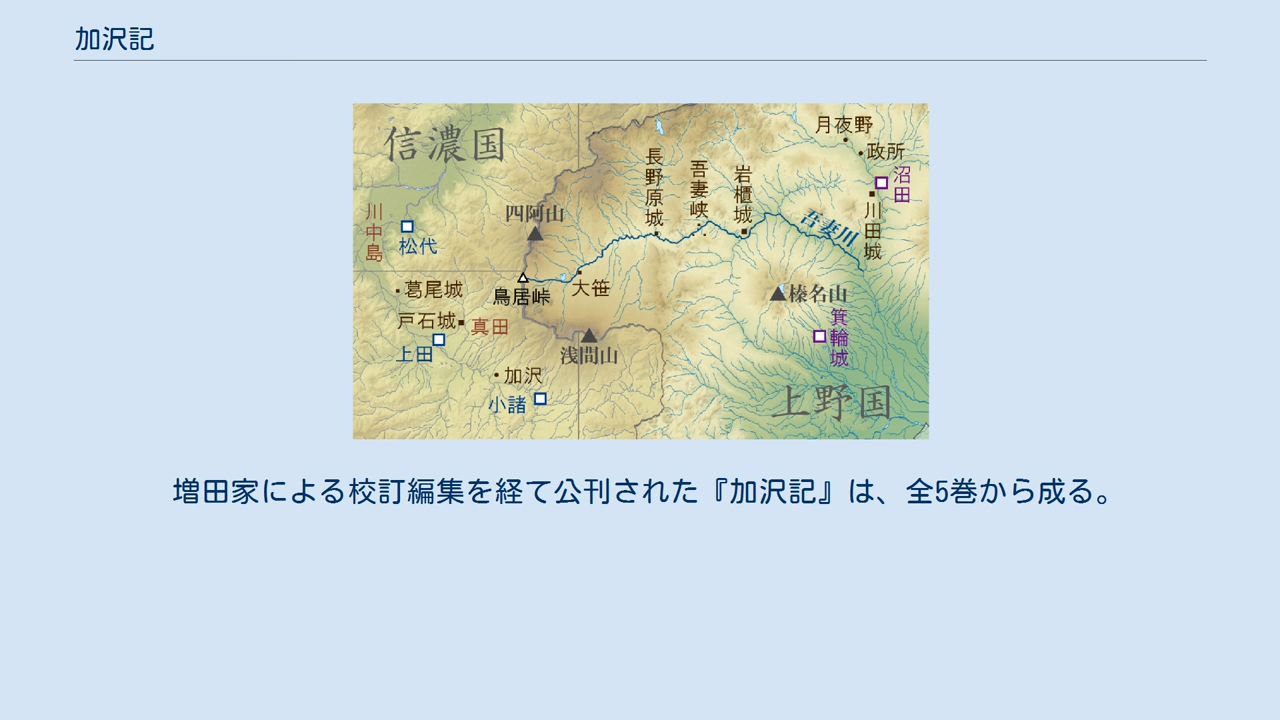 加沢記
信濃国
月夜野
政所
沼田
長野原城
吾妻峡
岩櫃城
川田城
吾妻川
川中島
松代
四阿山
鳥居峠
大笹
葛尾城
戸石城
真田
上田
榛名山
箕輪城
浅間山
加沢
小諸
上野国
増田家による校訂編集を経て公刊された『加沢記』は、全5巻から成る。